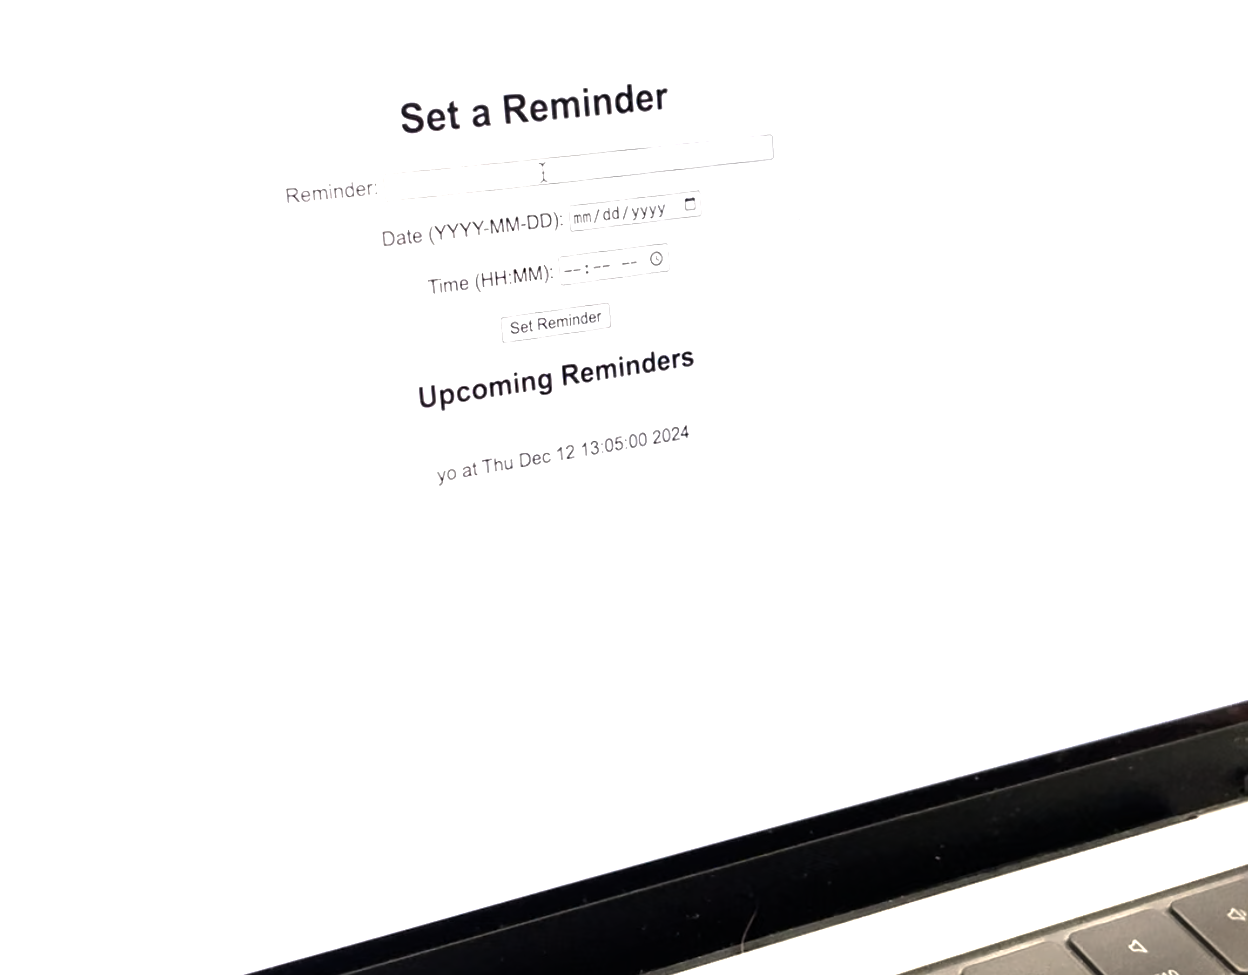 Set a Reminder
Reminder:
Date (YYYY-MM-DD): mm/dd/yyyy
Time (HH:MM): --:-- --
Set Reminder
Upcoming Reminders
yo at Thu Dec 12 13:05:00 2024